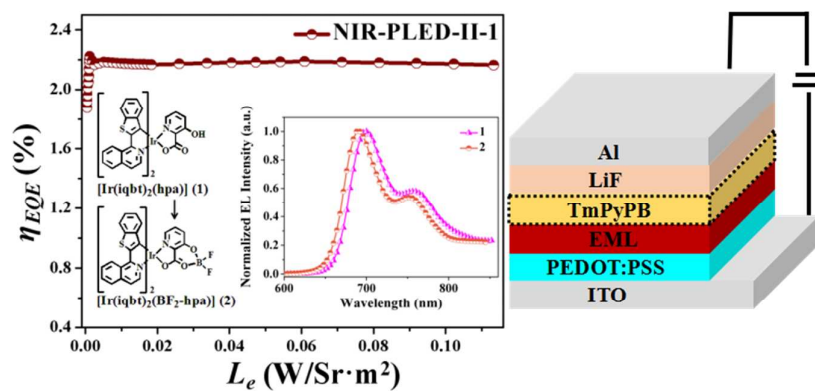 η_EQE (%)
2.4
2.0
1.6
1.2
0.8
0.4
0.00
0.02
0.04
0.06
0.08
0.10
L_e (W/Sr·m²)
NIR-PLED-II-1
[Ir(iqbt)₂(hpa)] (1)
S
Ir
N
N
OH
O
O
2
[Ir(iqbt)₂(BF₂-hpa)] (2)
S
Ir
N
N
O
O
O
B
F
F
2
Normalized EL Intensity (a.u.)
1.0
0.8
0.6
0.4
0.2
0.0
600
700
800
Wavelength (nm)
1
2
Al
LiF
TmPyPB
EML
PEDOT:PSS
ITO